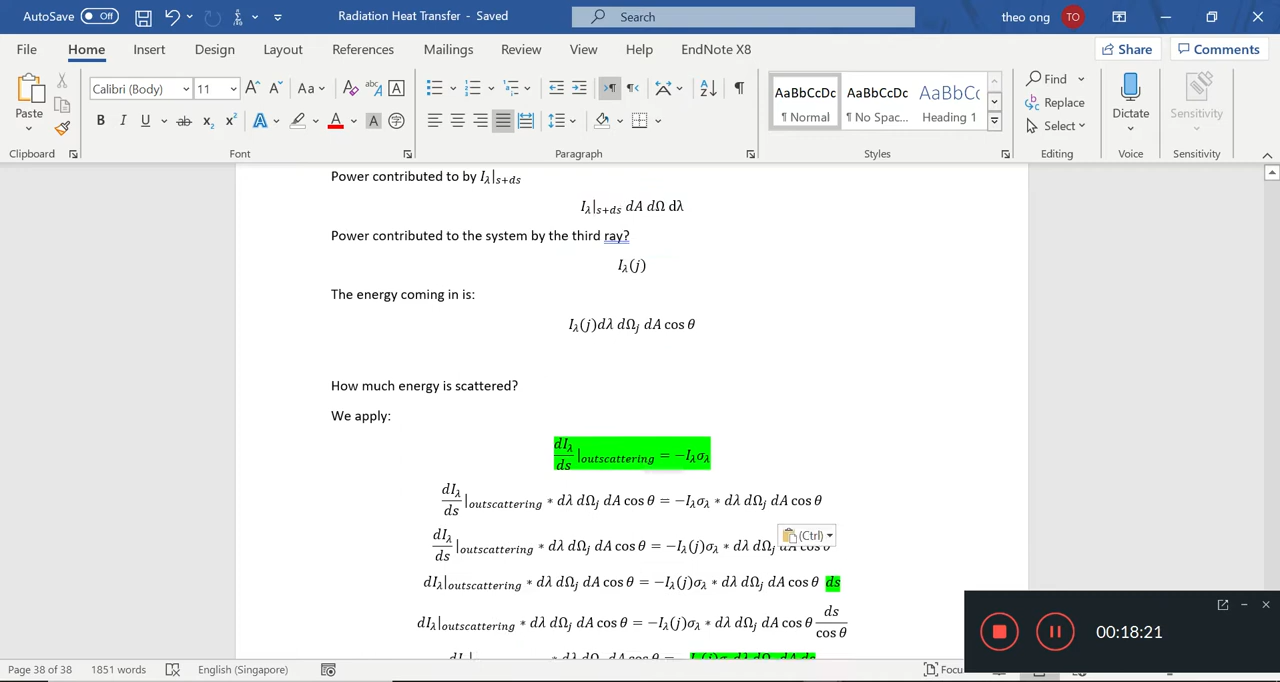 AutoSave Off Radiation Heat Transfer - Saved Search theo ong TO
File Home Insert Design Layout References Mailings Review View Help EndNote X8 Share Comments
Calibri (Body) 11 Aa AaBbCcDc AaBbCcDc AaBbCc Find
Paste ¶ Normal ¶ No Spac... Heading 1 Replace Dictate Sensitivity
Select
Clipboard Font Paragraph Styles Editing Voice Sensitivity
Power contributed to by I_λ|_{s+ds}
I_λ|_{s+ds} dA dΩ dλ
Power contributed to the system by the third ray?
I_λ(j)
The energy coming in is:
I_λ(j)dλ dΩ_j dA cos θ
How much energy is scattered?
We apply:
dI_λ/ds|_{outscattering} = −I_λσ_λ
dI_λ/ds|_{outscattering} ∗ dλ dΩ_j dA cos θ = −I_λσ_λ ∗ dλ dΩ_j dA cos θ
(Ctrl)
dI_λ/ds|_{outscattering} ∗ dλ dΩ_j dA cos θ = −I_λ(j)σ_λ ∗ dλ dΩ_j dA cos θ
dI_λ|_{outscattering} ∗ dλ dΩ_j dA cos θ = −I_λ(j)σ_λ ∗ dλ dΩ_j dA cos θ ds
dI_λ|_{outscattering} ∗ dλ dΩ_j dA cos θ = −I_λ(j)σ_λ ∗ dλ dΩ_j dA cos θ ds/cos θ
00:18:21
Page 38 of 38 1851 words English (Singapore) Focu